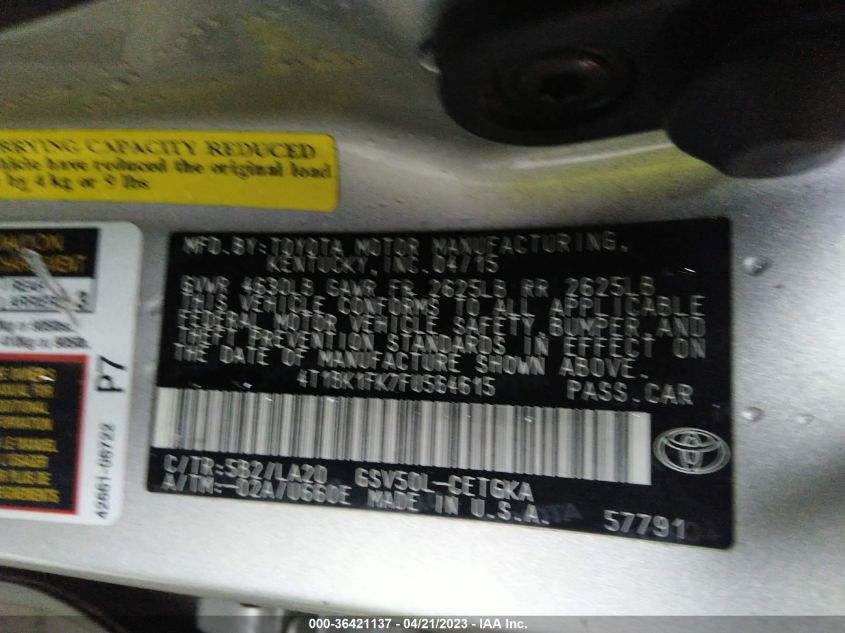 RRYING CAPACITY REDUCED
hicle have reduced the original load
by 4 kg or 9 lbs
MFD.BY:TOYOTA MOTOR MANUFACTURING,
KENTUCKY, INC. 04/15
GVWR 4630LB GAWR FR 2625LB RR 2625LB
THIS VEHICLE CONFORMS TO ALL APPLICABLE
FEDERAL MOTOR VEHICLE SAFETY, BUMPER, AND
THEFT PREVENTION STANDARDS IN EFFECT ON
THE DATE OF MANUFACTURE SHOWN ABOVE.
4T1BK1FK7FU564615 PASS.CAR
C/TR:5B2/LA20 GSV50L-CETGKA
A/TM:-02A/U660E MADE IN U.S.A.
57791
REAR
3
P7
42661-06722
000-36421137 - 04/21/2023 - IAA Inc.